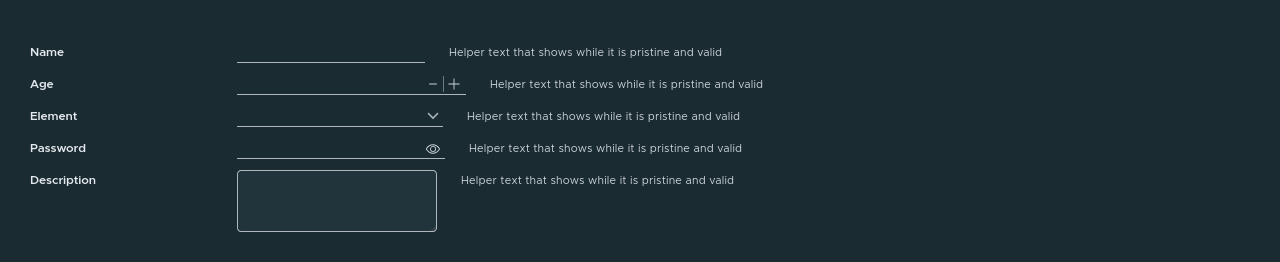 Name Helper text that shows while it is pristine and valid
Age Helper text that shows while it is pristine and valid
Element Helper text that shows while it is pristine and valid
Password Helper text that shows while it is pristine and valid
Description Helper text that shows while it is pristine and valid